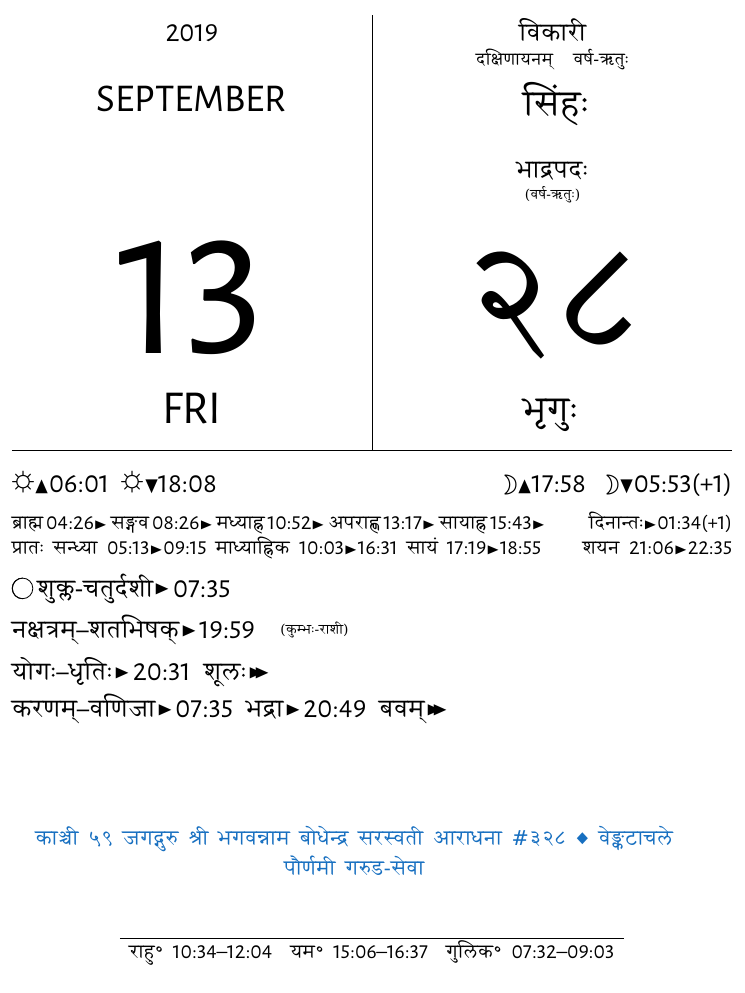 2019
SEPTEMBER
13
FRI
विकारी
दक्षिणायनम् वर्ष-ऋतुः
सिंहः
भाद्रपदः
(वर्ष-ऋतुः)
२८
भृगुः
☼▲06:01 ☼▼18:08
☽▲17:58 ☽▼05:53(+1)
ब्राह्म 04:26► सङ्गव 08:26► मध्याह्न 10:52► अपराह्ण 13:17► सायाह्न 15:43► दिनान्तः►01:34(+1)
प्रातः सन्ध्या 05:13►09:15 माध्याह्निक 10:03►16:31 सायं 17:19►18:55 शयन 21:06►22:35
◯ शुक्ल-चतुर्दशी► 07:35
नक्षत्रम्–शतभिषक्►19:59 (कुम्भः-राशी)
योगः–धृतिः► 20:31 शूलः►►
करणम्–वणिजा►07:35 भद्रा►20:49 बवम्►►
काञ्ची ५९ जगद्गुरु श्री भगवन्नाम बोधेन्द्र सरस्वती आराधना #३२८ ◆ वेङ्कटाचले
पौर्णमी गरुड-सेवा
राहु° 10:34–12:04 यम° 15:06–16:37 गुलिक° 07:32–09:03